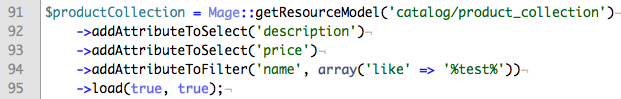 91 $productCollection = Mage::getResourceModel('catalog/product_collection')¬
92 ->addAttributeToSelect('description')¬
93 ->addAttributeToSelect('price')¬
94 ->addAttributeToFilter('name', array('like' => '%test%'))¬
95 ->load(true, true);¬